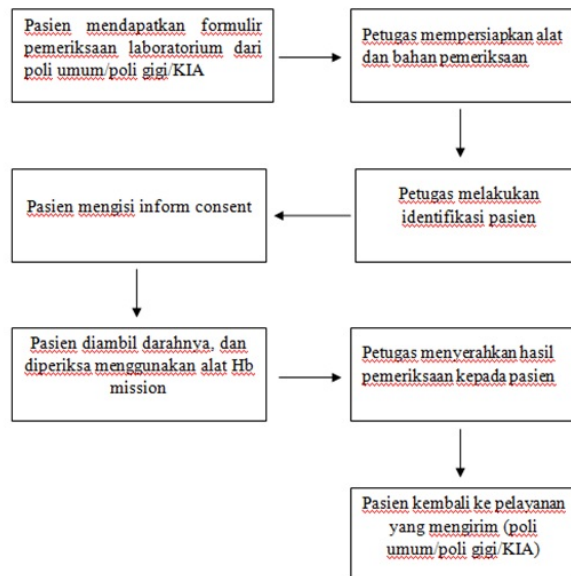 Pasien mendapatkan formulir
pemeriksaan laboratorium dari
poli umum/poli gigi/KIA
Petugas mempersiapkan alat
dan bahan pemeriksaan
Petugas melakukan
identifikasi pasien
Pasien mengisi inform consent
Pasien diambil darahnya, dan
diperiksa menggunakan alat Hb
mission
Petugas menyerahkan hasil
pemeriksaan kepada pasien
Pasien kembali ke pelayanan
yang mengirim (poli
umum/poli gigi/KIA)